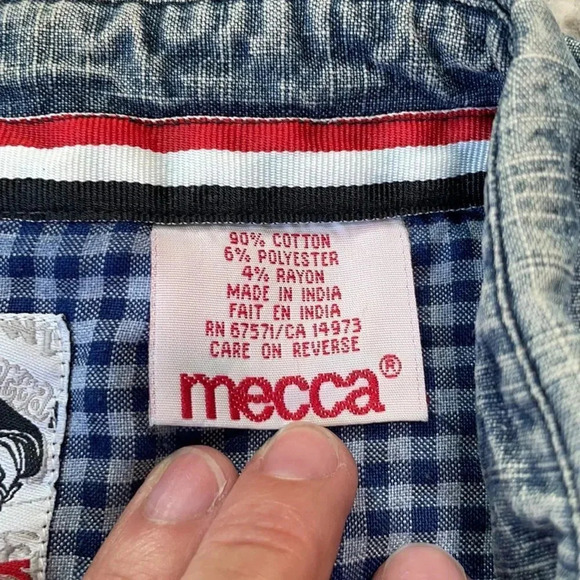 90% COTTON
6% POLYESTER
4% RAYON
MADE IN INDIA
FAIT EN INDIA
RN 67571/CA 14973
CARE ON REVERSE
mecca®